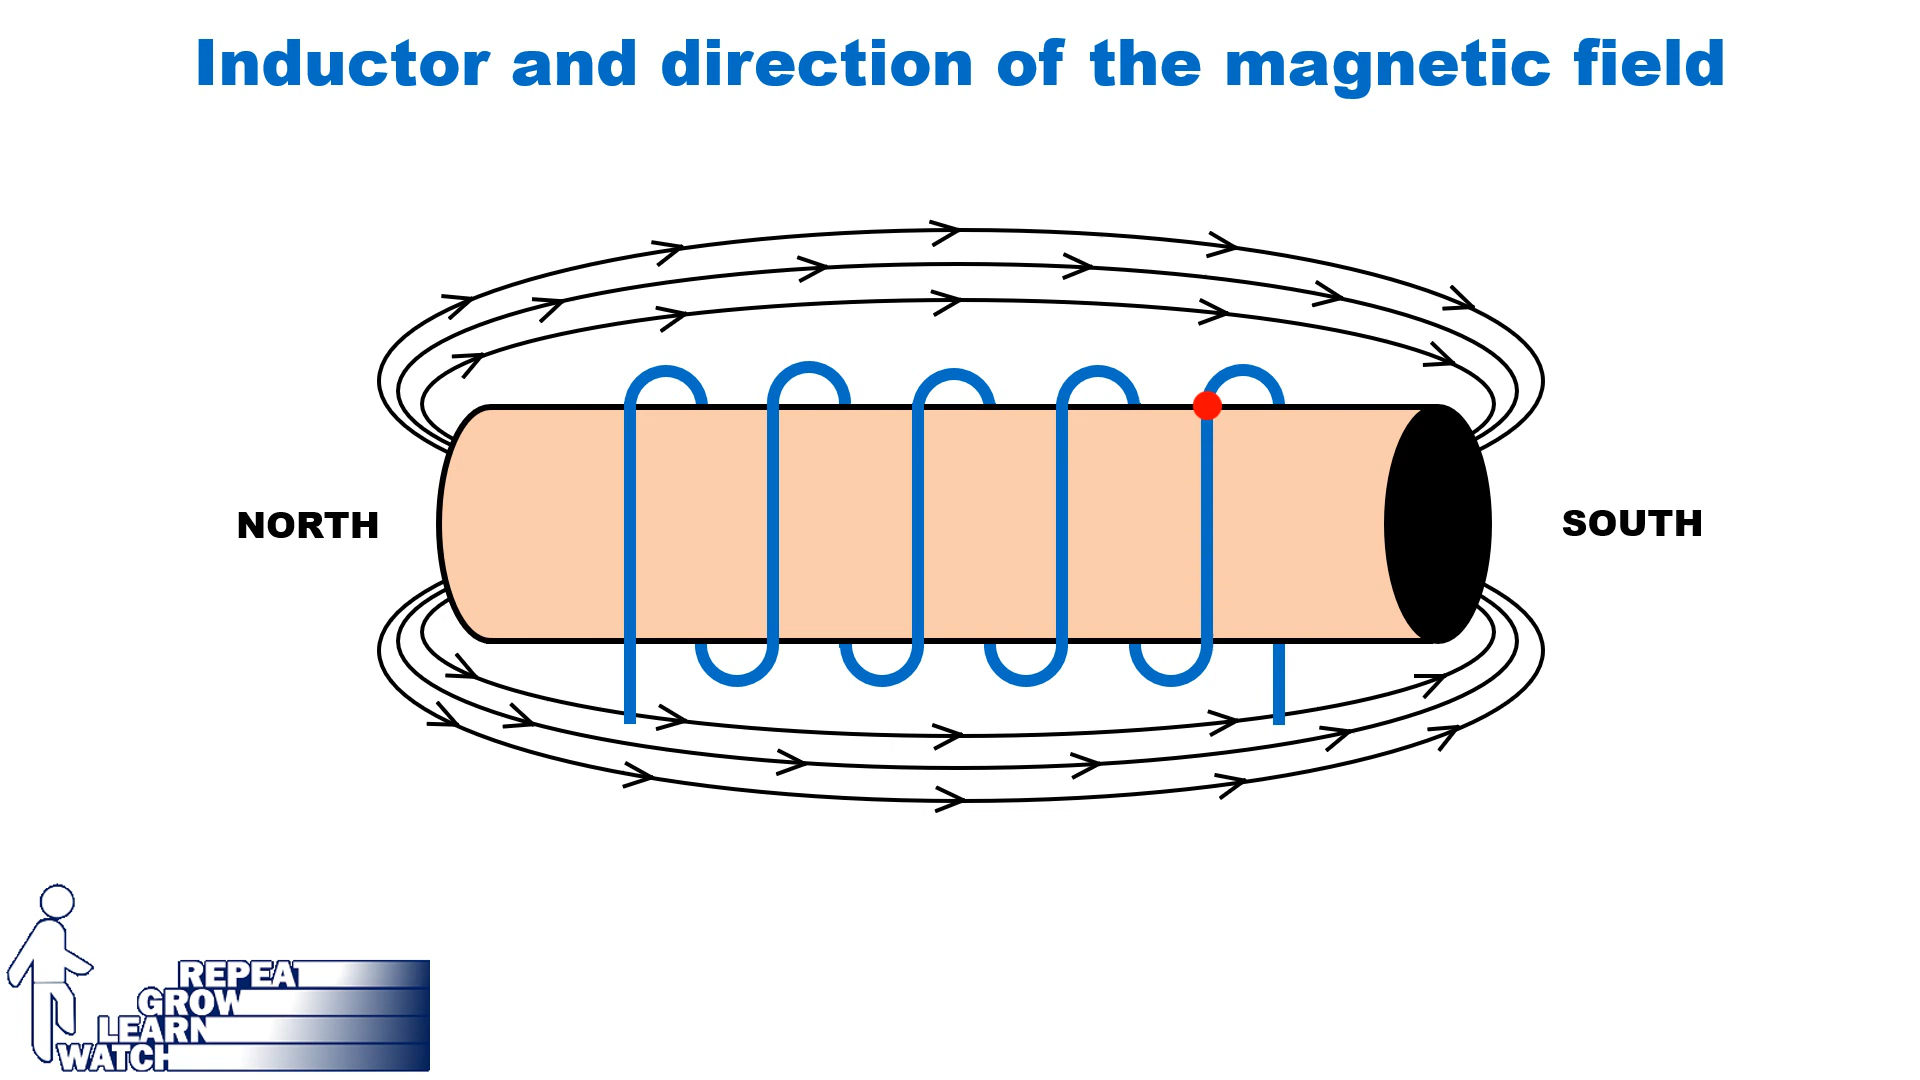 Inductor and direction of the magnetic field
NORTH
SOUTH
REPEAT
GROW
LEARN
WATCH